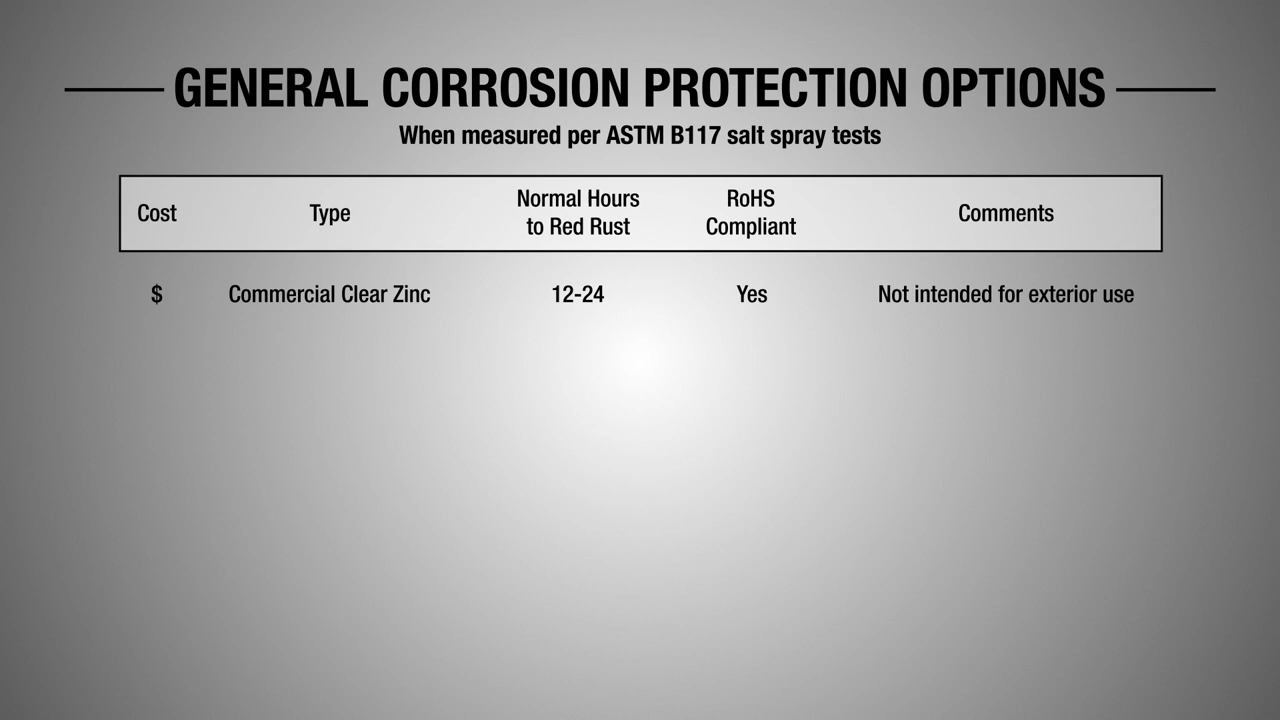 GENERAL CORROSION PROTECTION OPTIONS
When measured per ASTM B117 salt spray tests
Cost Type Normal Hours to Red Rust RoHS Compliant Comments
$ Commercial Clear Zinc 12-24 Yes Not intended for exterior use